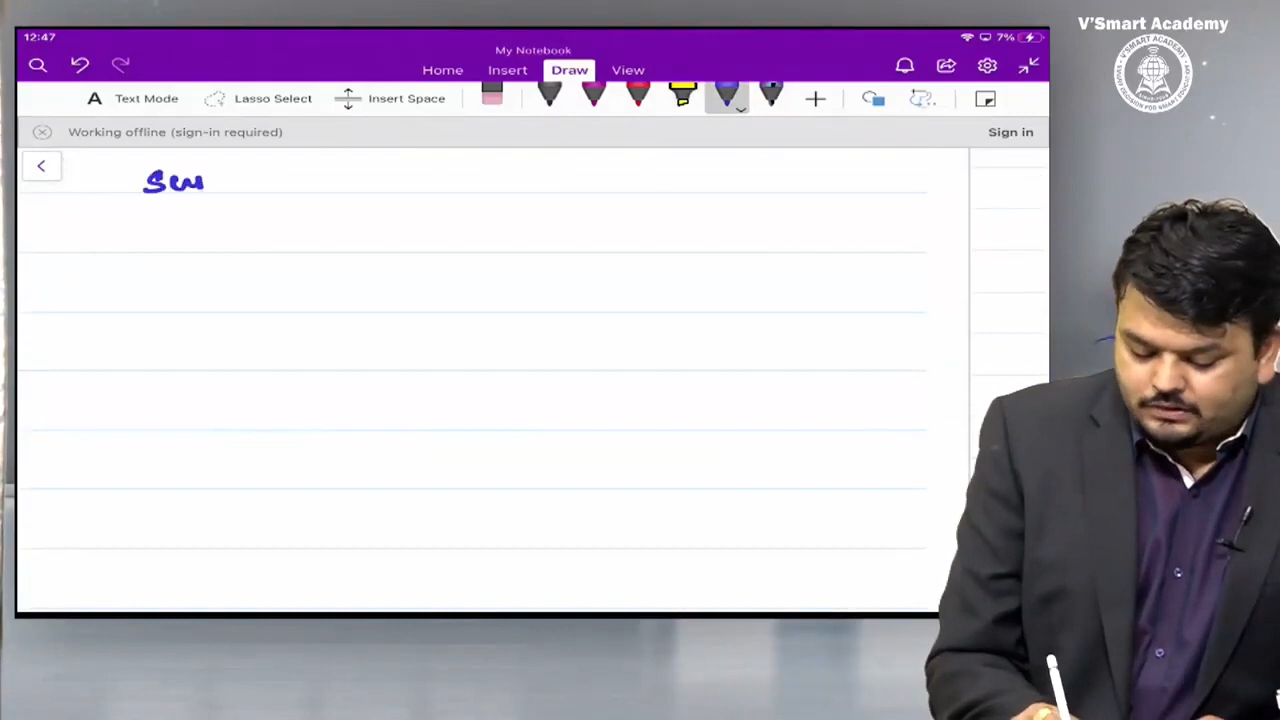 V'Smart Academy
12:47
7%
My Notebook
Home Insert Draw View
A Text Mode Lasso Select Insert Space
Working offline (sign-in required) Sign in